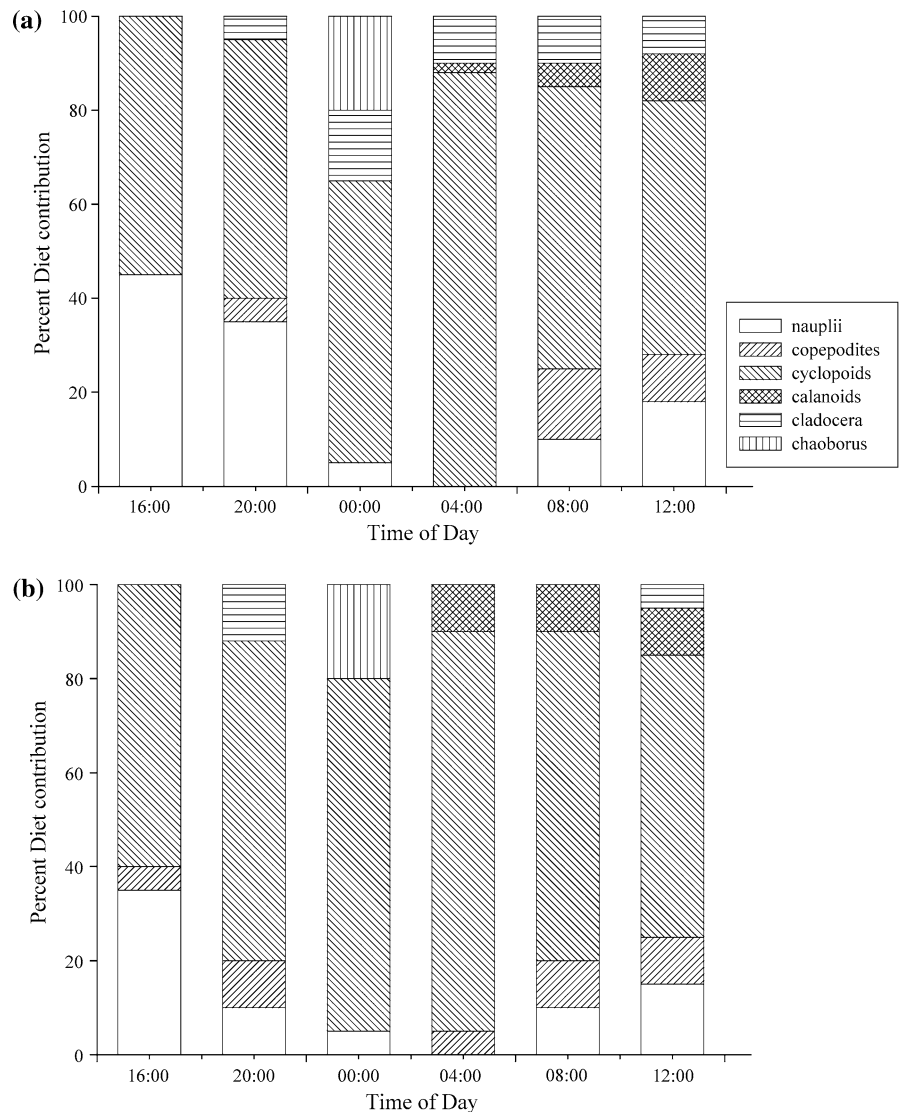 (a)
100
80
60
40
20
0
Percent Diet contribution
16:00 20:00 00:00 04:00 08:00 12:00
Time of Day
nauplii
copepodites
cyclopoids
calanoids
cladocera
chaoborus
(b)
100
80
60
40
20
0
Percent Diet contribution
16:00 20:00 00:00 04:00 08:00 12:00
Time of Day